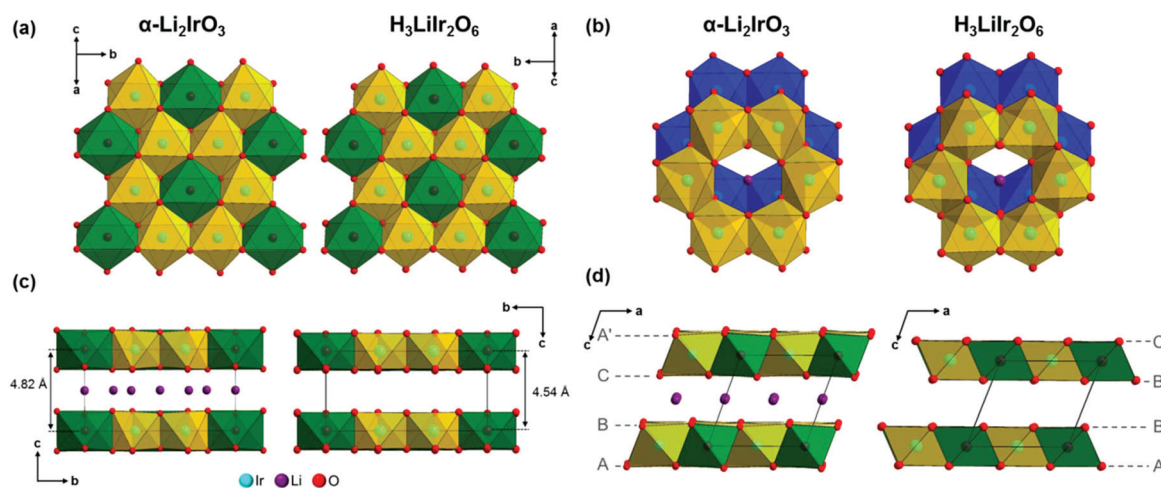 (a)
α-Li₂IrO₃
H₃LiIr₂O₆
c
b
a
a
b
c
(b)
α-Li₂IrO₃
H₃LiIr₂O₆
(c)
4.82 Å
b
c
4.54 Å
c
b
Ir Li O
(d)
a
c
A'
C
B
A
a
c
C
B
B
A